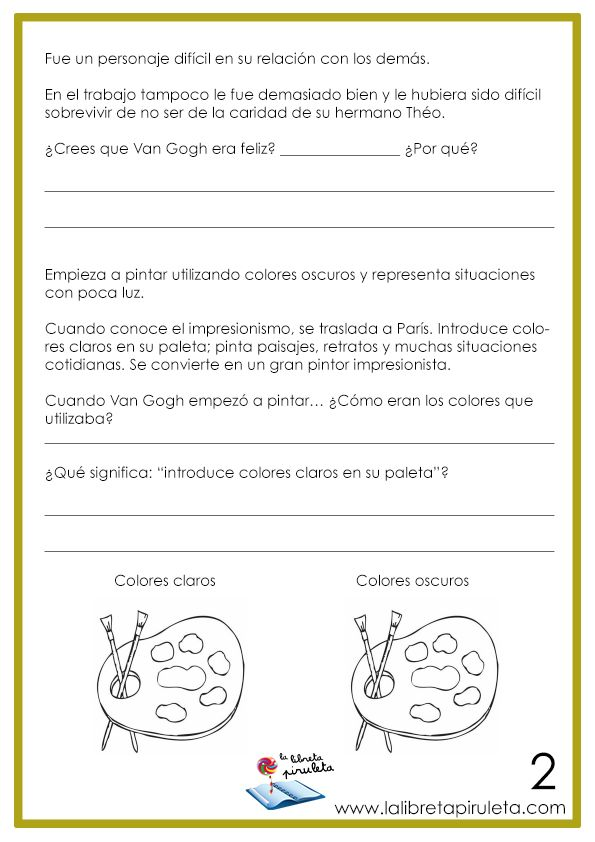 Fue un personaje difícil en su relación con los demás.
En el trabajo tampoco le fue demasiado bien y le hubiera sido difícil
sobrevivir de no ser de la caridad de su hermano Théo.
¿Crees que Van Gogh era feliz? _______________ ¿Por qué?
Empieza a pintar utilizando colores oscuros y representa situaciones
con poca luz.
Cuando conoce el impresionismo, se traslada a París. Introduce colo-
res claros en su paleta; pinta paisajes, retratos y muchas situaciones
cotidianas. Se convierte en un gran pintor impresionista.
Cuando Van Gogh empezó a pintar... ¿Cómo eran los colores que
utilizaba?
¿Qué significa: “introduce colores claros en su paleta”?
Colores claros
Colores oscuros
la libreta
piruleta
2
www.lalibretapiruleta.com